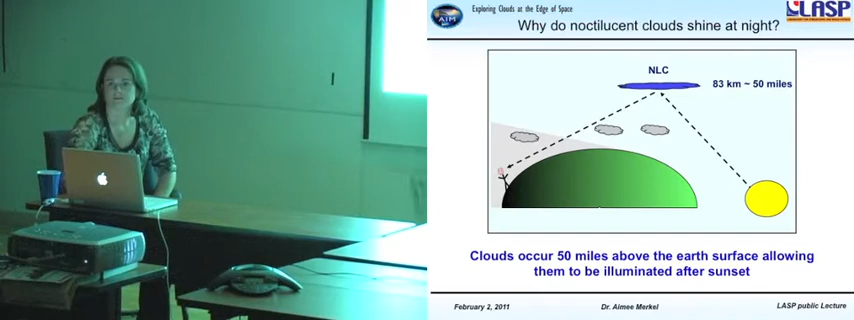 Exploring Clouds at the Edge of Space
AIM
LASP
Why do noctilucent clouds shine at night?
NLC
83 km ~ 50 miles
Clouds occur 50 miles above the earth surface allowing
them to be illuminated after sunset
February 2, 2011
Dr. Aimee Merkel
LASP public Lecture